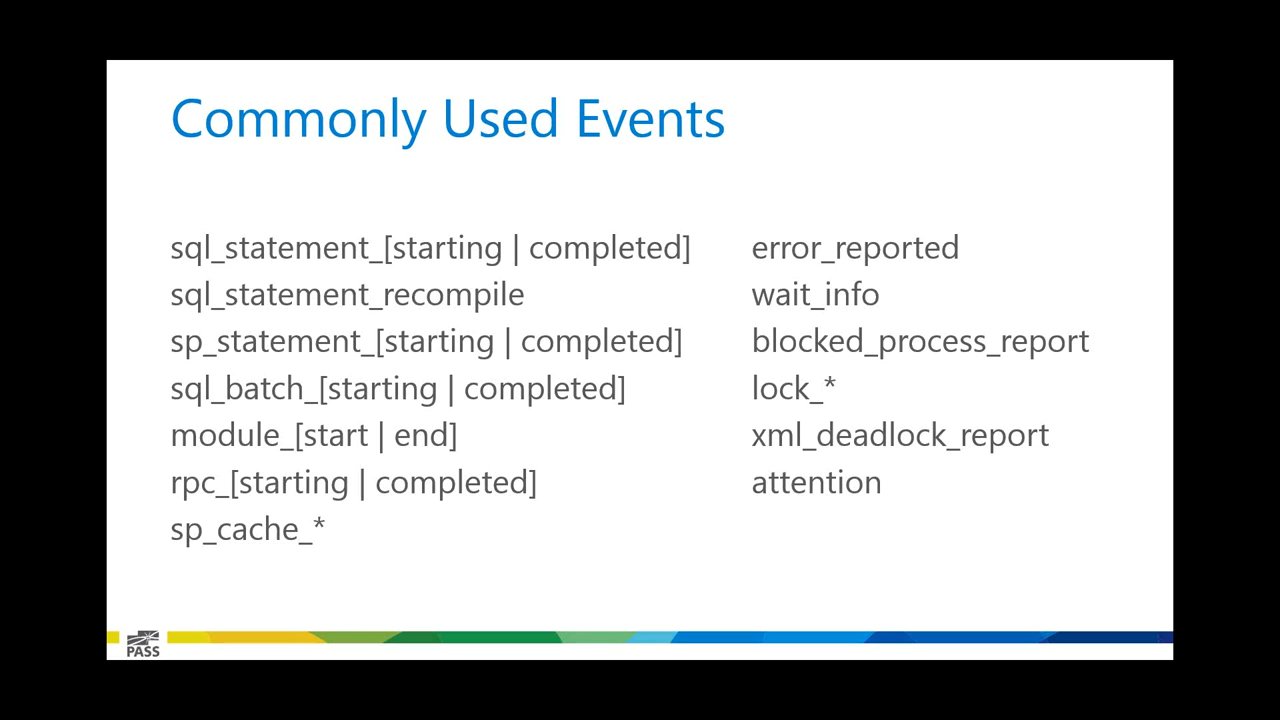 Commonly Used Events
sql_statement_[starting | completed]
sql_statement_recompile
sp_statement_[starting | completed]
sql_batch_[starting | completed]
module_[start | end]
rpc_[starting | completed]
sp_cache_*
error_reported
wait_info
blocked_process_report
lock_*
xml_deadlock_report
attention
PASS